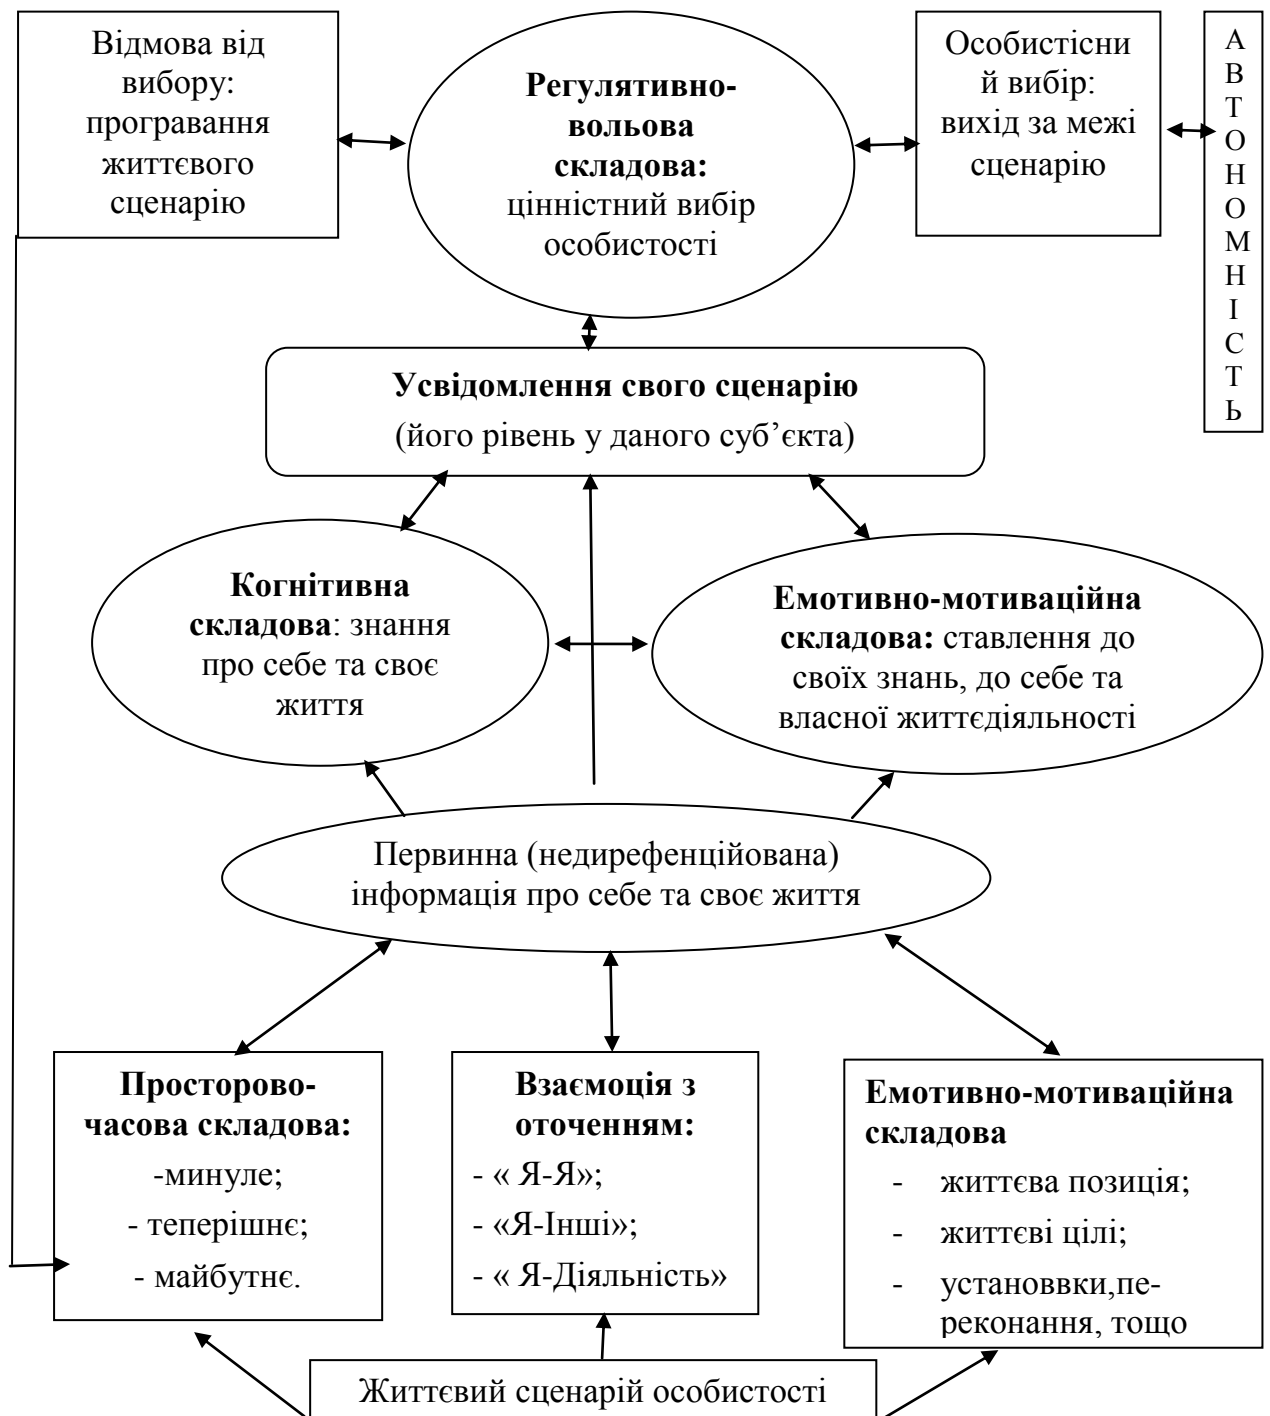 Відмова від
вибору:
програвання
життєвого
сценарію
Регулятивно-
вольова
складова:
цінністний вибір
особистості
Особистісни
й вибір:
вихід за межі
сценарію
А
В
Т
О
Н
О
М
Н
І
С
Т
Ь
Усвідомлення свого сценарію
(його рівень у даного суб’єкта)
Когнітивна
складова: знання
про себе та своє
життя
Емотивно-мотиваційна
складова: ставлення до
своїх знань, до себе та
власної життєдіяльності
Первинна (недирефенційована)
інформація про себе та своє життя
Просторово-
часова складова:
-минуле;
- теперішнє;
- майбутнє.
Взаємоція з
оточенням:
- « Я-Я»;
- «Я-Інші»;
- « Я-Діяльність»
Емотивно-мотиваційна
складова
- життєва позиція;
- життєві цілі;
- установвки,пе-
реконання, тощо
Життєвий сценарій особистості